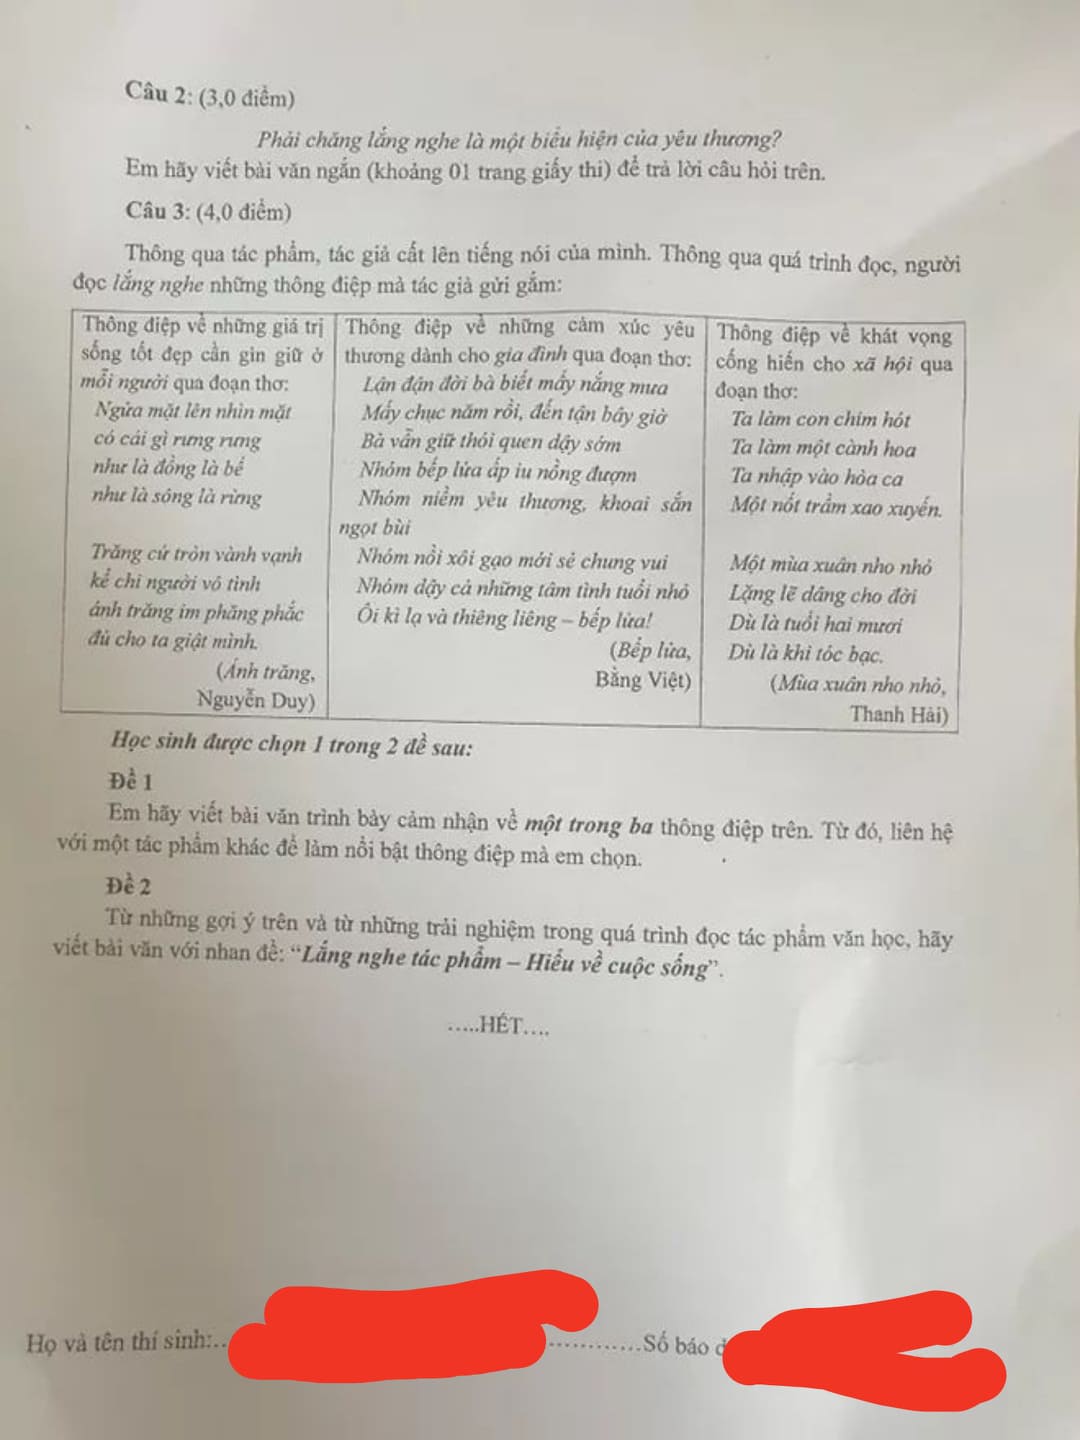 Câu 2: (3,0 điểm)
Phải chăng lắng nghe là một biểu hiện của yêu thương?
Em hãy viết bài văn ngắn (khoảng 01 trang giấy thi) để trả lời câu hỏi trên.
Câu 3: (4,0 điểm)
Thông qua tác phẩm, tác giả cất lên tiếng nói của mình. Thông qua quá trình đọc, người
đọc lắng nghe những thông điệp mà tác giả gửi gắm:
Thông điệp về những giá trị
sống tốt đẹp cần gìn giữ ở
mỗi người qua đoạn thơ:
Ngửa mặt lên nhìn mặt
có cái gì rưng rưng
như là đồng là bể
như là sông là rừng
Trăng cứ tròn vành vạnh
kể chi người vô tình
ánh trăng im phăng phắc
đủ cho ta giật mình.
(Ánh trăng,
Nguyễn Duy)
Thông điệp về những cảm xúc yêu
thương dành cho gia đình qua đoạn thơ:
Lận đận đời bà biết mấy nắng mưa
Mấy chục năm rồi, đến tận bây giờ
Bà vẫn giữ thói quen dậy sớm
Nhóm bếp lửa ấp iu nồng đượm
Nhóm niềm yêu thương, khoai sắn
ngọt bùi
Nhóm nồi xôi gạo mới sẻ chung vui
Nhóm dậy cả những tâm tình tuổi nhỏ
Ôi kì lạ và thiêng liêng – bếp lửa!
(Bếp lửa,
Bằng Việt)
Thông điệp về khát vọng
cống hiến cho xã hội qua
đoạn thơ:
Ta làm con chim hót
Ta làm một cành hoa
Ta nhập vào hòa ca
Một nốt trầm xao xuyến.
Một mùa xuân nho nhỏ
Lặng lẽ dâng cho đời
Dù là tuổi hai mươi
Dù là khi tóc bạc.
(Mùa xuân nho nhỏ,
Thanh Hải)
Học sinh được chọn 1 trong 2 đề sau:
Đề 1
Em hãy viết bài văn trình bày cảm nhận về một trong ba thông điệp trên. Từ đó, liên hệ
với một tác phẩm khác để làm nổi bật thông điệp mà em chọn.
Đề 2
Từ những gợi ý trên và từ những trải nghiệm trong quá trình đọc tác phẩm văn học, hãy
viết bài văn với nhan đề: “Lắng nghe tác phẩm – Hiểu về cuộc sống”.
.....HẾT....
Họ và tên thí sinh:.. ............Số báo